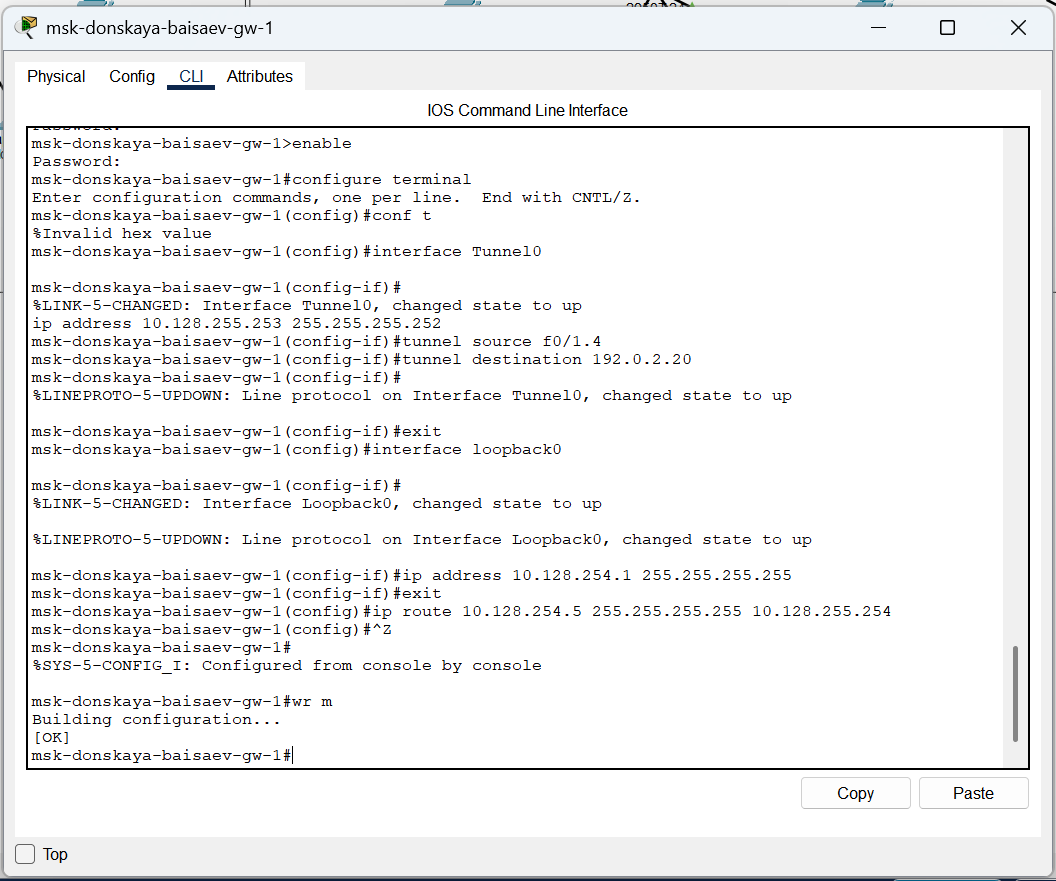 msk-donskaya-baisaev-gw-1
Physical Config CLI Attributes
IOS Command Line Interface
Password:
msk-donskaya-baisaev-gw-1>enable
Password:
msk-donskaya-baisaev-gw-1#configure terminal
Enter configuration commands, one per line.  End with CNTL/Z.
msk-donskaya-baisaev-gw-1(config)#conf t
%Invalid hex value
msk-donskaya-baisaev-gw-1(config)#interface Tunnel0
msk-donskaya-baisaev-gw-1(config-if)#
%LINK-5-CHANGED: Interface Tunnel0, changed state to up
ip address 10.128.255.253 255.255.255.252
msk-donskaya-baisaev-gw-1(config-if)#tunnel source f0/1.4
msk-donskaya-baisaev-gw-1(config-if)#tunnel destination 192.0.2.20
msk-donskaya-baisaev-gw-1(config-if)#
%LINEPROTO-5-UPDOWN: Line protocol on Interface Tunnel0, changed state to up
msk-donskaya-baisaev-gw-1(config-if)#exit
msk-donskaya-baisaev-gw-1(config)#interface loopback0
msk-donskaya-baisaev-gw-1(config-if)#
%LINK-5-CHANGED: Interface Loopback0, changed state to up
%LINEPROTO-5-UPDOWN: Line protocol on Interface Loopback0, changed state to up
msk-donskaya-baisaev-gw-1(config-if)#ip address 10.128.254.1 255.255.255.255
msk-donskaya-baisaev-gw-1(config-if)#exit
msk-donskaya-baisaev-gw-1(config)#ip route 10.128.254.5 255.255.255.255 10.128.255.254
msk-donskaya-baisaev-gw-1(config)#^Z
msk-donskaya-baisaev-gw-1#
%SYS-5-CONFIG_I: Configured from console by console
msk-donskaya-baisaev-gw-1#wr m
Building configuration...
[OK]
msk-donskaya-baisaev-gw-1#
Copy Paste
Top